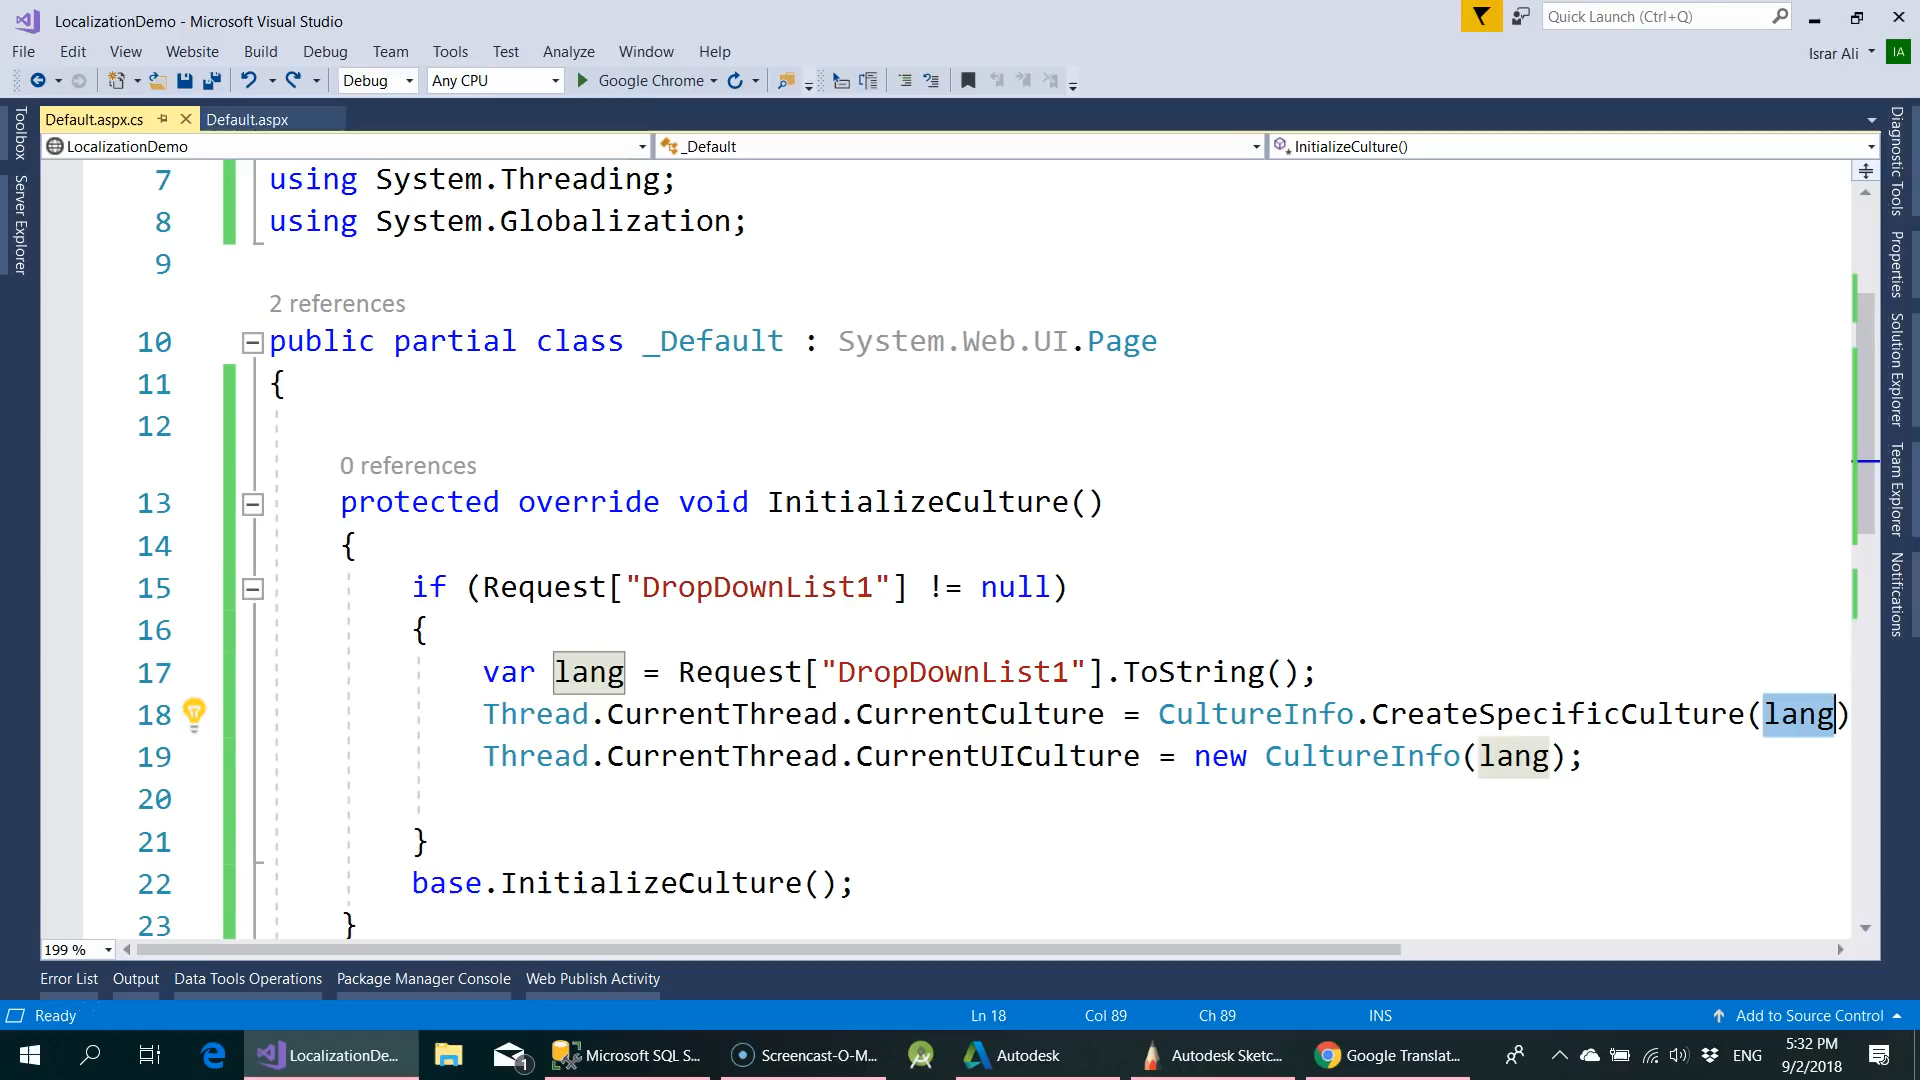 LocalizationDemo - Microsoft Visual Studio
Quick Launch (Ctrl+Q)
File Edit View Website Build Debug Team Tools Test Analyze Window Help
Israr Ali IA
Debug Any CPU Google Chrome
Default.aspx.cs Default.aspx
LocalizationDemo _Default InitializeCulture()
Toolbox
Server Explorer
Diagnostic Tools
Properties
Solution Explorer
Team Explorer
Notifications
7 using System.Threading;
8 using System.Globalization;
9
2 references
10 public partial class _Default : System.Web.UI.Page
11 {
12
0 references
13 protected override void InitializeCulture()
14 {
15 if (Request["DropDownList1"] != null)
16 {
17 var lang = Request["DropDownList1"].ToString();
18 Thread.CurrentThread.CurrentCulture = CultureInfo.CreateSpecificCulture(lang)
19 Thread.CurrentThread.CurrentUICulture = new CultureInfo(lang);
20
21 }
22 base.InitializeCulture();
23 }
199 %
Error List Output Data Tools Operations Package Manager Console Web Publish Activity
Ready Ln 18 Col 89 Ch 89 INS Add to Source Control
LocalizationDe... 1 Microsoft SQL S... Screencast-O-M... Autodesk Autodesk Sketc... Google Translat... ENG
5:32 PM
9/2/2018